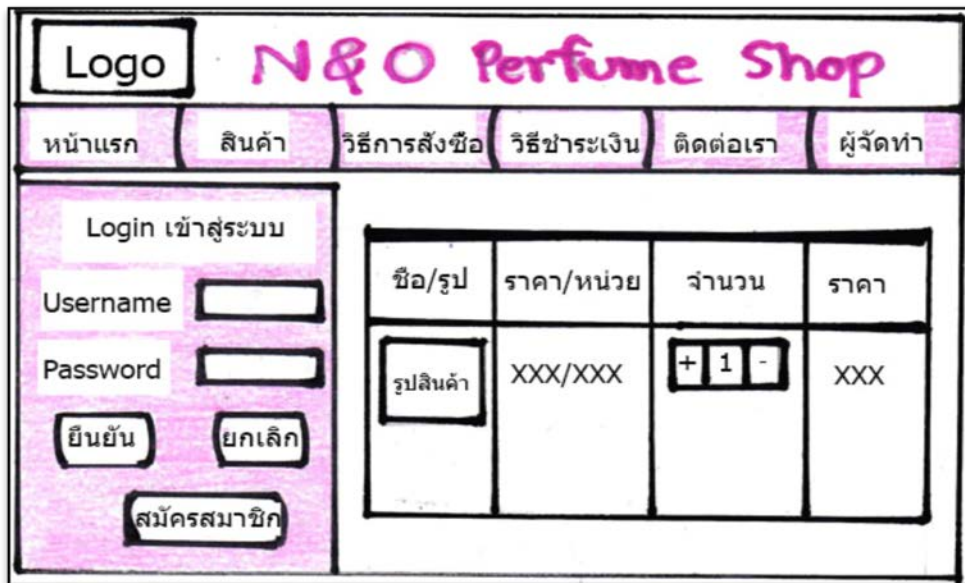 Logo N&O Perfume Shop
หน้าแรก สินค้า วิธีการสั่งซื้อ วิธีชำระเงิน ติดต่อเรา ผู้จัดทำ
Login เข้าสู่ระบบ
Username
Password
ยืนยัน ยกเลิก
สมัครสมาชิก
ชื่อ/รูป ราคา/หน่วย จำนวน ราคา
รูปสินค้า XXX/XXX + 1 - XXX